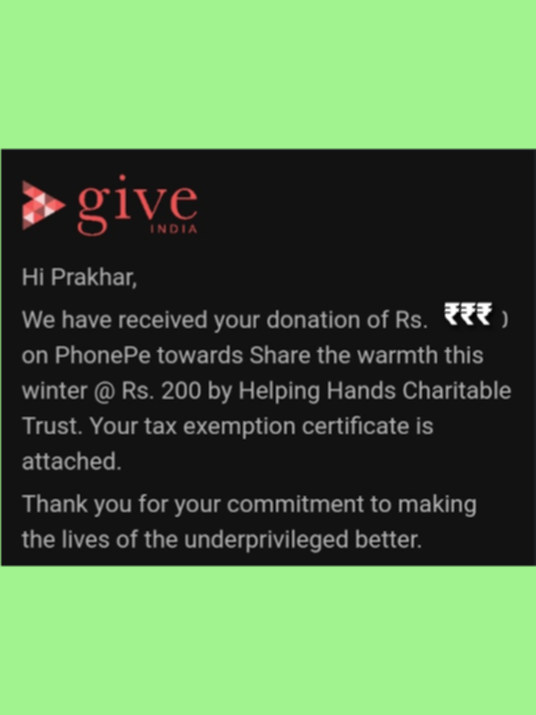 give
INDIA
Hi Prakhar,
We have received your donation of Rs. ₹₹₹ )
on PhonePe towards Share the warmth this
winter @ Rs. 200 by Helping Hands Charitable
Trust. Your tax exemption certificate is
attached.
Thank you for your commitment to making
the lives of the underprivileged better.